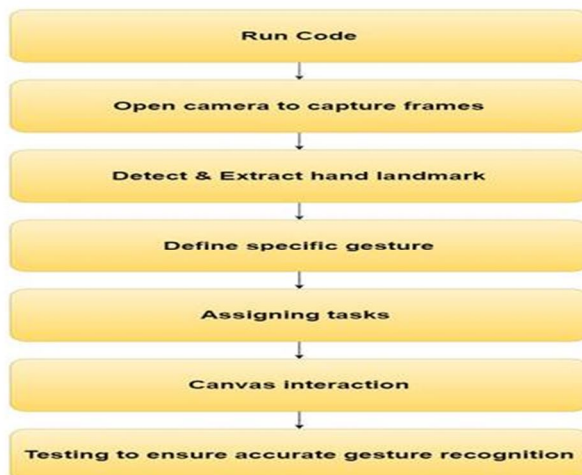 Run Code
Open camera to capture frames
Detect & Extract hand landmark
Define specific gesture
Assigning tasks
Canvas interaction
Testing to ensure accurate gesture recognition